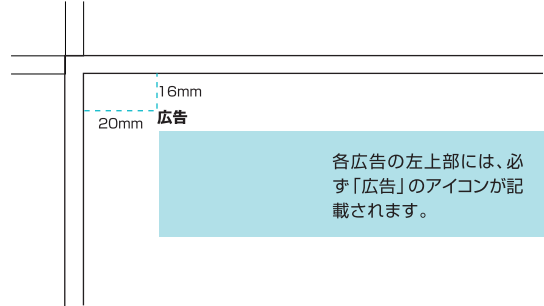 16mm
20mm
広告
各広告の左上部には、必
ず「広告」のアイコンが記
載されます。